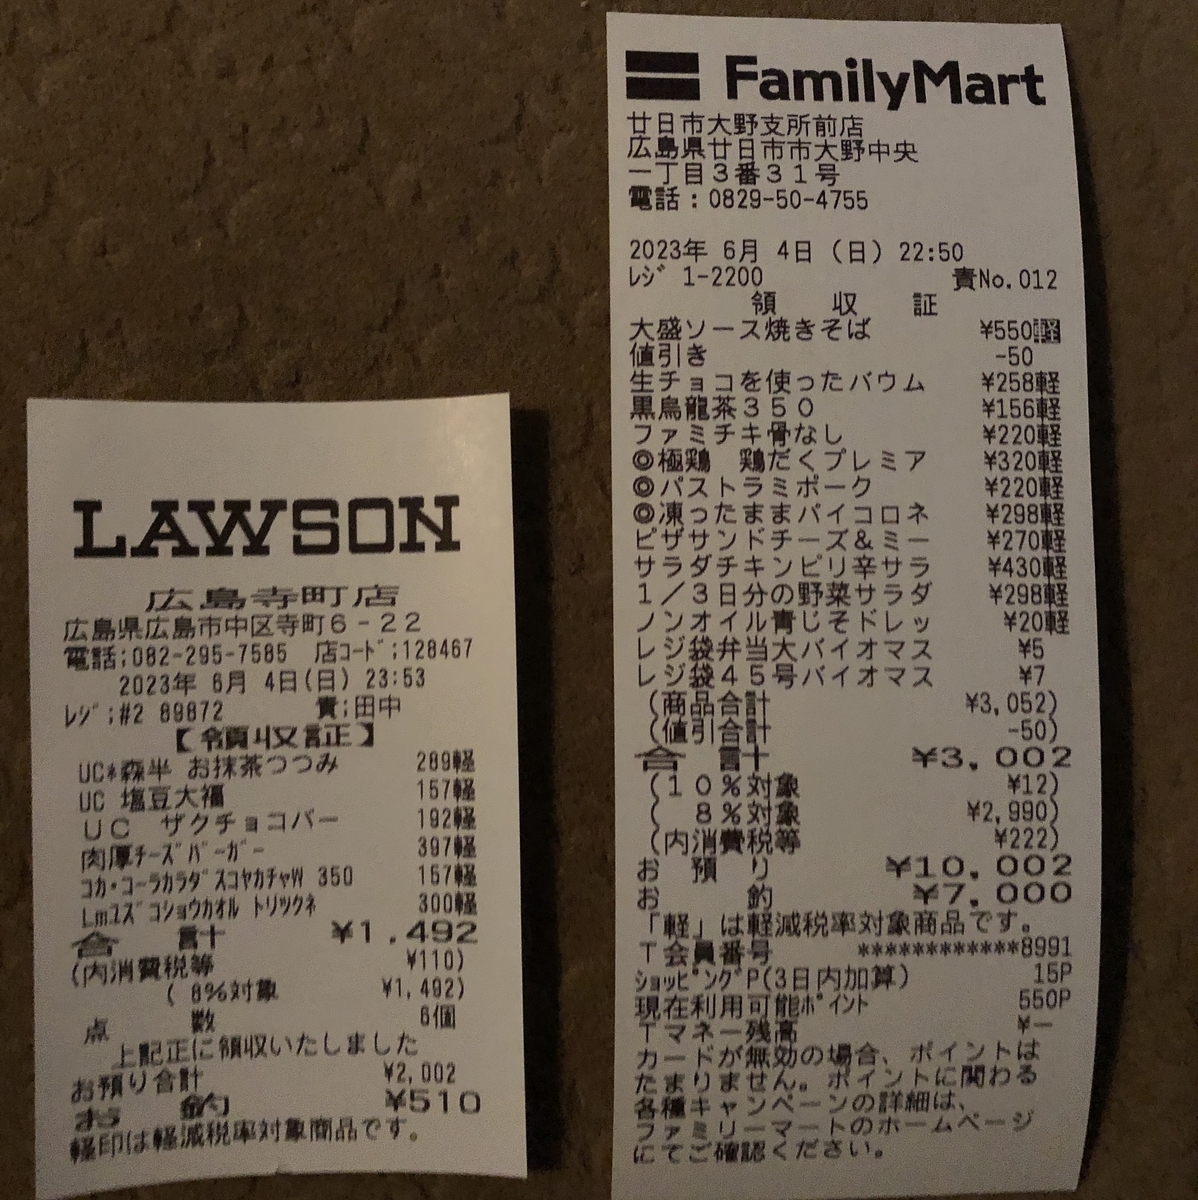 LAWSON
広島寺町店
広島県広島市中区寺町6-22
電話;082-295-7585 店ｺｰﾄﾞ;128467
2023年 6月 4日(日) 23:53
ﾚｼﾞ;#2 89872 責;田中
【領収証】
UC*森半 お抹茶つつみ 289軽
UC 塩豆大福 157軽
UC ザクチョコバー 192軽
肉厚ﾁｰｽﾞﾊﾞｰｶﾞｰ 397軽
ｺｶ･ｺｰﾗｶﾗﾀﾞｽｺﾔｶﾁｬW 350 157軽
Lmﾕｽﾞｺｼｮｳｶｵﾙ ﾄﾘﾂｸﾈ 300軽
合 計 ¥1,492
(内消費税等 ¥110)
( 8%対象 ¥1,492)
点 数 6個
上記正に領収いたしました
お預り合計 ¥2,002
お 釣 ¥510
軽印は軽減税率対象商品です。
FamilyMart
廿日市大野支所前店
広島県廿日市市大野中央
一丁目3番31号
電話:0829-50-4755
2023年 6月 4日(日) 22:50
ﾚｼﾞ 1-2200 責No.012
領 収 証
大盛ソース焼きそば ¥550軽
値引き -50
生チョコを使ったバウム ¥258軽
黒烏龍茶350 ¥156軽
ファミチキ骨なし ¥220軽
◎極鶏 鶏だくプレミア ¥320軽
◎パストラミポーク ¥220軽
◎凍ったままパイコロネ ¥298軽
ピザサンドチーズ&ミー ¥270軽
サラダチキンピリ辛サラ ¥430軽
1/3日分の野菜サラダ ¥298軽
ノンオイル青じそドレッ ¥20軽
レジ袋弁当大バイオマス ¥5
レジ袋45号バイオマス ¥7
(商品合計 ¥3,052)
(値引合計 -50)
合 計 ¥3,002
(10%対象 ¥12)
( 8%対象 ¥2,990)
(内消費税等 ¥222)
お 預 り ¥10,002
お 釣 ¥7,000
「軽」は軽減税率対象商品です。
T会員番号 ************8991
ｼｮｯﾋﾟﾝｸﾞP(3日内加算) 15P
現在利用可能ﾎﾟｲﾝﾄ 550P
Tマネー残高 ¥-
カードが無効の場合、ポイントは
たまりません。ポイントに関わる
各種キャンペーンの詳細は、
ファミリーマートのホームページ
にてご確認ください。